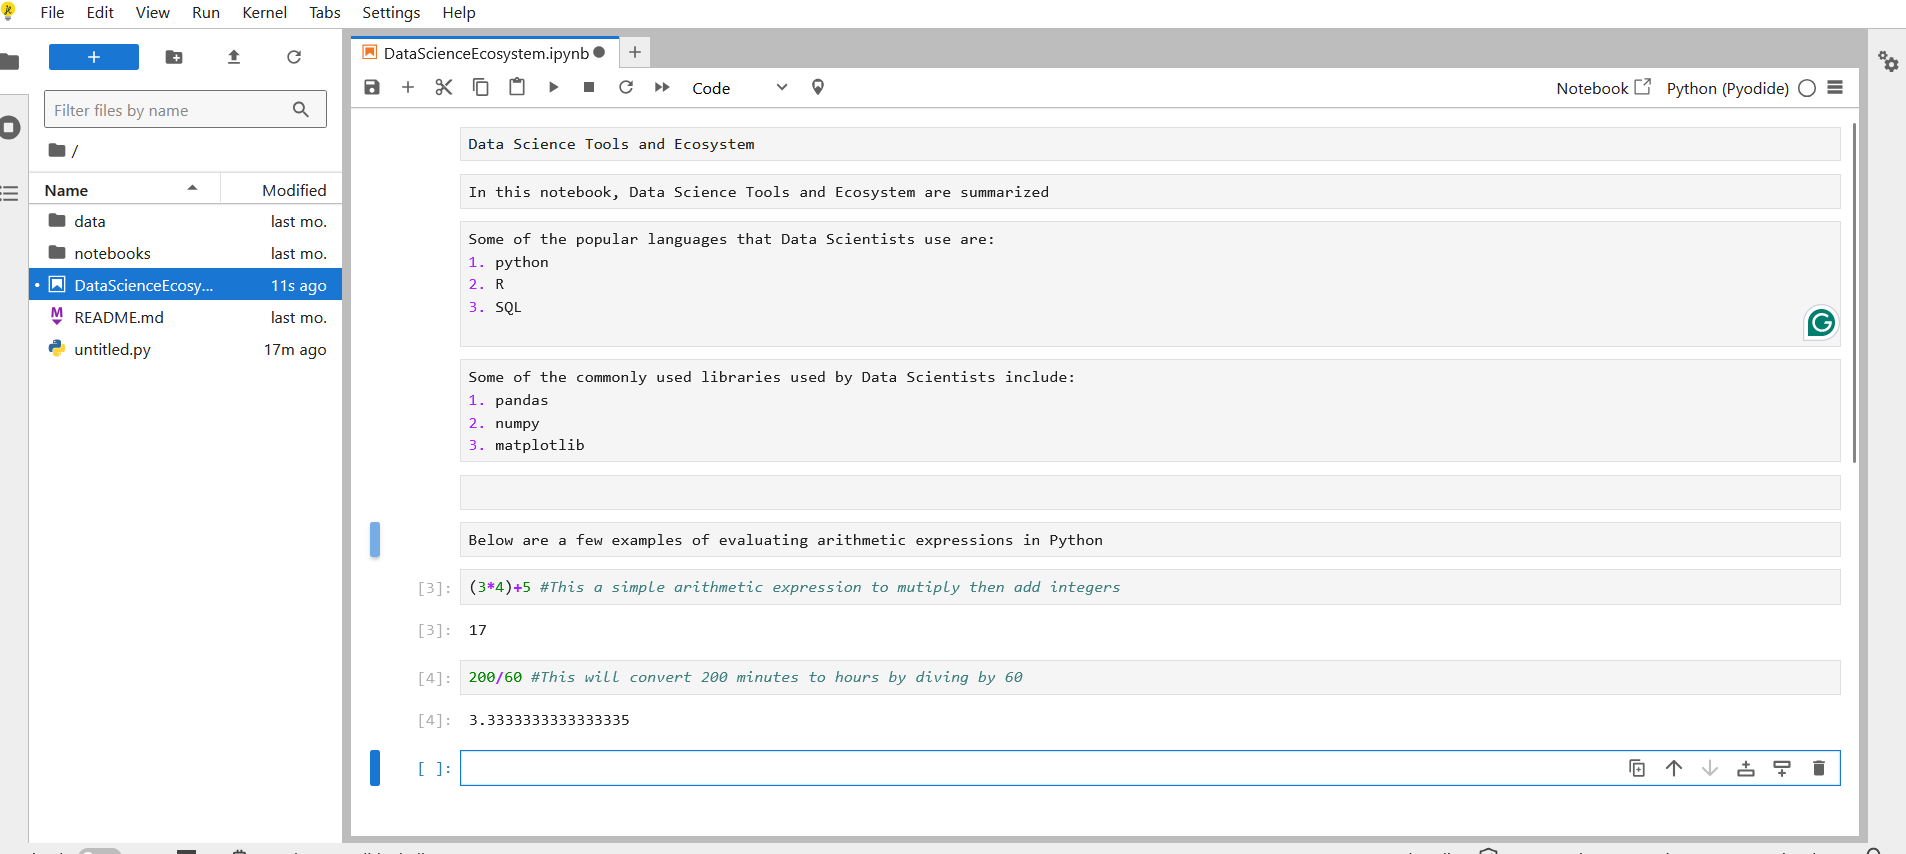 File Edit View Run Kernel Tabs Settings Help
DataScienceEcosystem.ipynb
Code
Notebook
Python (Pyodide)
Filter files by name
/
Name Modified
data last mo.
notebooks last mo.
DataScienceEcosy... 11s ago
README.md last mo.
untitled.py 17m ago
Data Science Tools and Ecosystem
In this notebook, Data Science Tools and Ecosystem are summarized
Some of the popular languages that Data Scientists use are:
1. python
2. R
3. SQL
Some of the commonly used libraries used by Data Scientists include:
1. pandas
2. numpy
3. matplotlib
Below are a few examples of evaluating arithmetic expressions in Python
[3]: (3*4)+5 #This a simple arithmetic expression to mutiply then add integers
[3]: 17
[4]: 200/60 #This will convert 200 minutes to hours by diving by 60
[4]: 3.3333333333333335
[ ]: